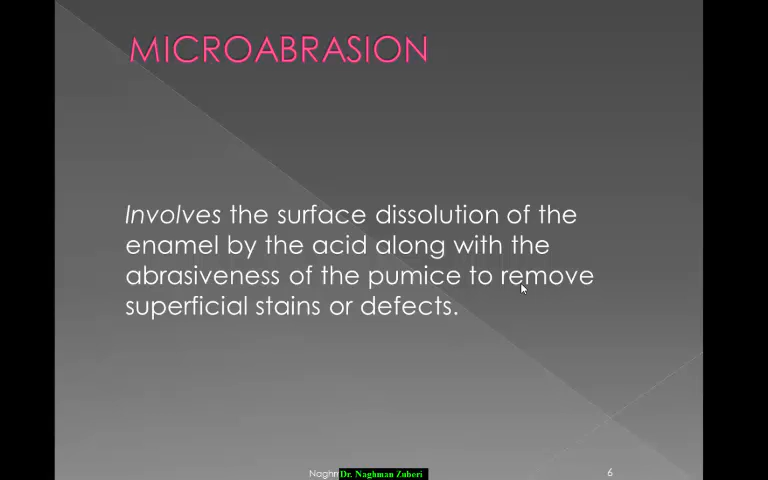 MICROABRASION
Involves the surface dissolution of the
enamel by the acid along with the
abrasiveness of the pumice to remove
superficial stains or defects.
Dr. Naghman Zuberi
6